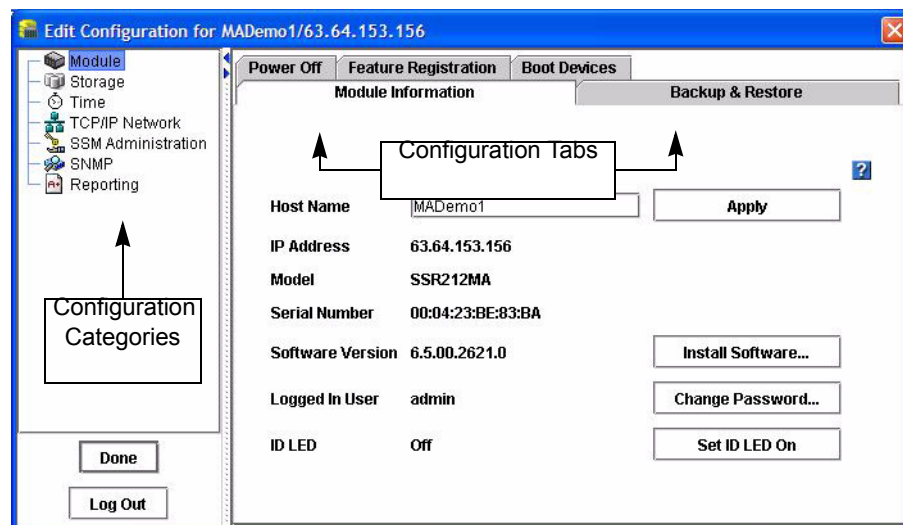 Edit Configuration for MADemo1/63.64.153.156
Module
Storage
Time
TCP/IP Network
SSM Administration
SNMP
Reporting
Configuration
Categories
Done
Log Out
Power Off Feature Registration Boot Devices
Module Information Backup & Restore
Configuration Tabs
?
Host Name MADemo1 Apply
IP Address 63.64.153.156
Model SSR212MA
Serial Number 00:04:23:BE:83:BA
Software Version 6.5.00.2621.0 Install Software...
Logged In User admin Change Password...
ID LED Off Set ID LED On